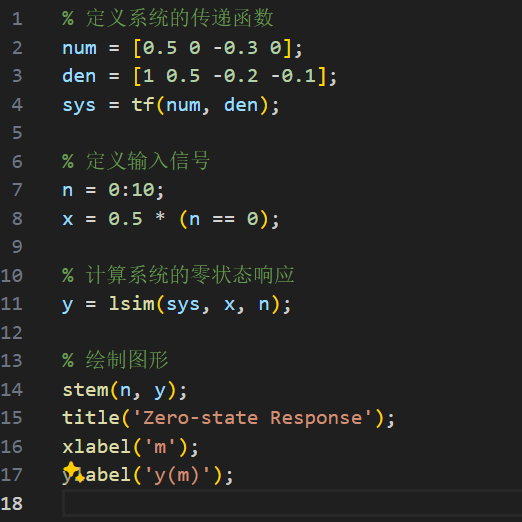 1 % 定义系统的传递函数
2 num = [0.5 0 -0.3 0];
3 den = [1 0.5 -0.2 -0.1];
4 sys = tf(num, den);
5
6 % 定义输入信号
7 n = 0:10;
8 x = 0.5 * (n == 0);
9
10 % 计算系统的零状态响应
11 y = lsim(sys, x, n);
12
13 % 绘制图形
14 stem(n, y);
15 title('Zero-state Response');
16 xlabel('m');
17 ylabel('y(m)');
18